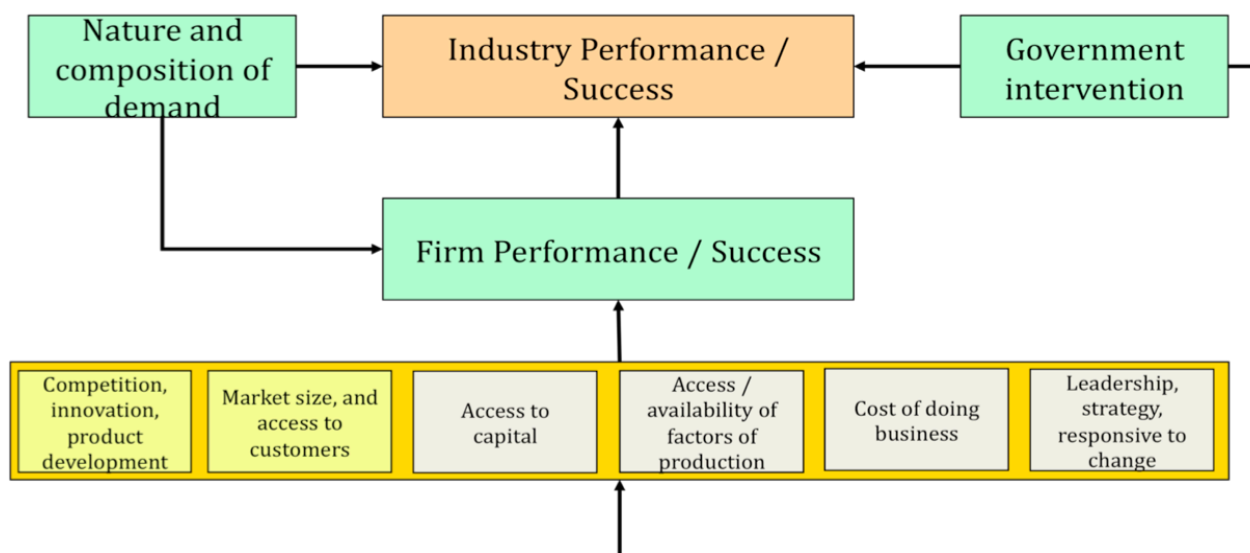 Nature and
composition of
demand
Industry Performance /
Success
Government
intervention
Firm Performance / Success
Competition,
innovation,
product
development
Market size, and
access to
customers
Access to
capital
Access /
availability of
factors of
production
Cost of doing
business
Leadership,
strategy,
responsive to
change